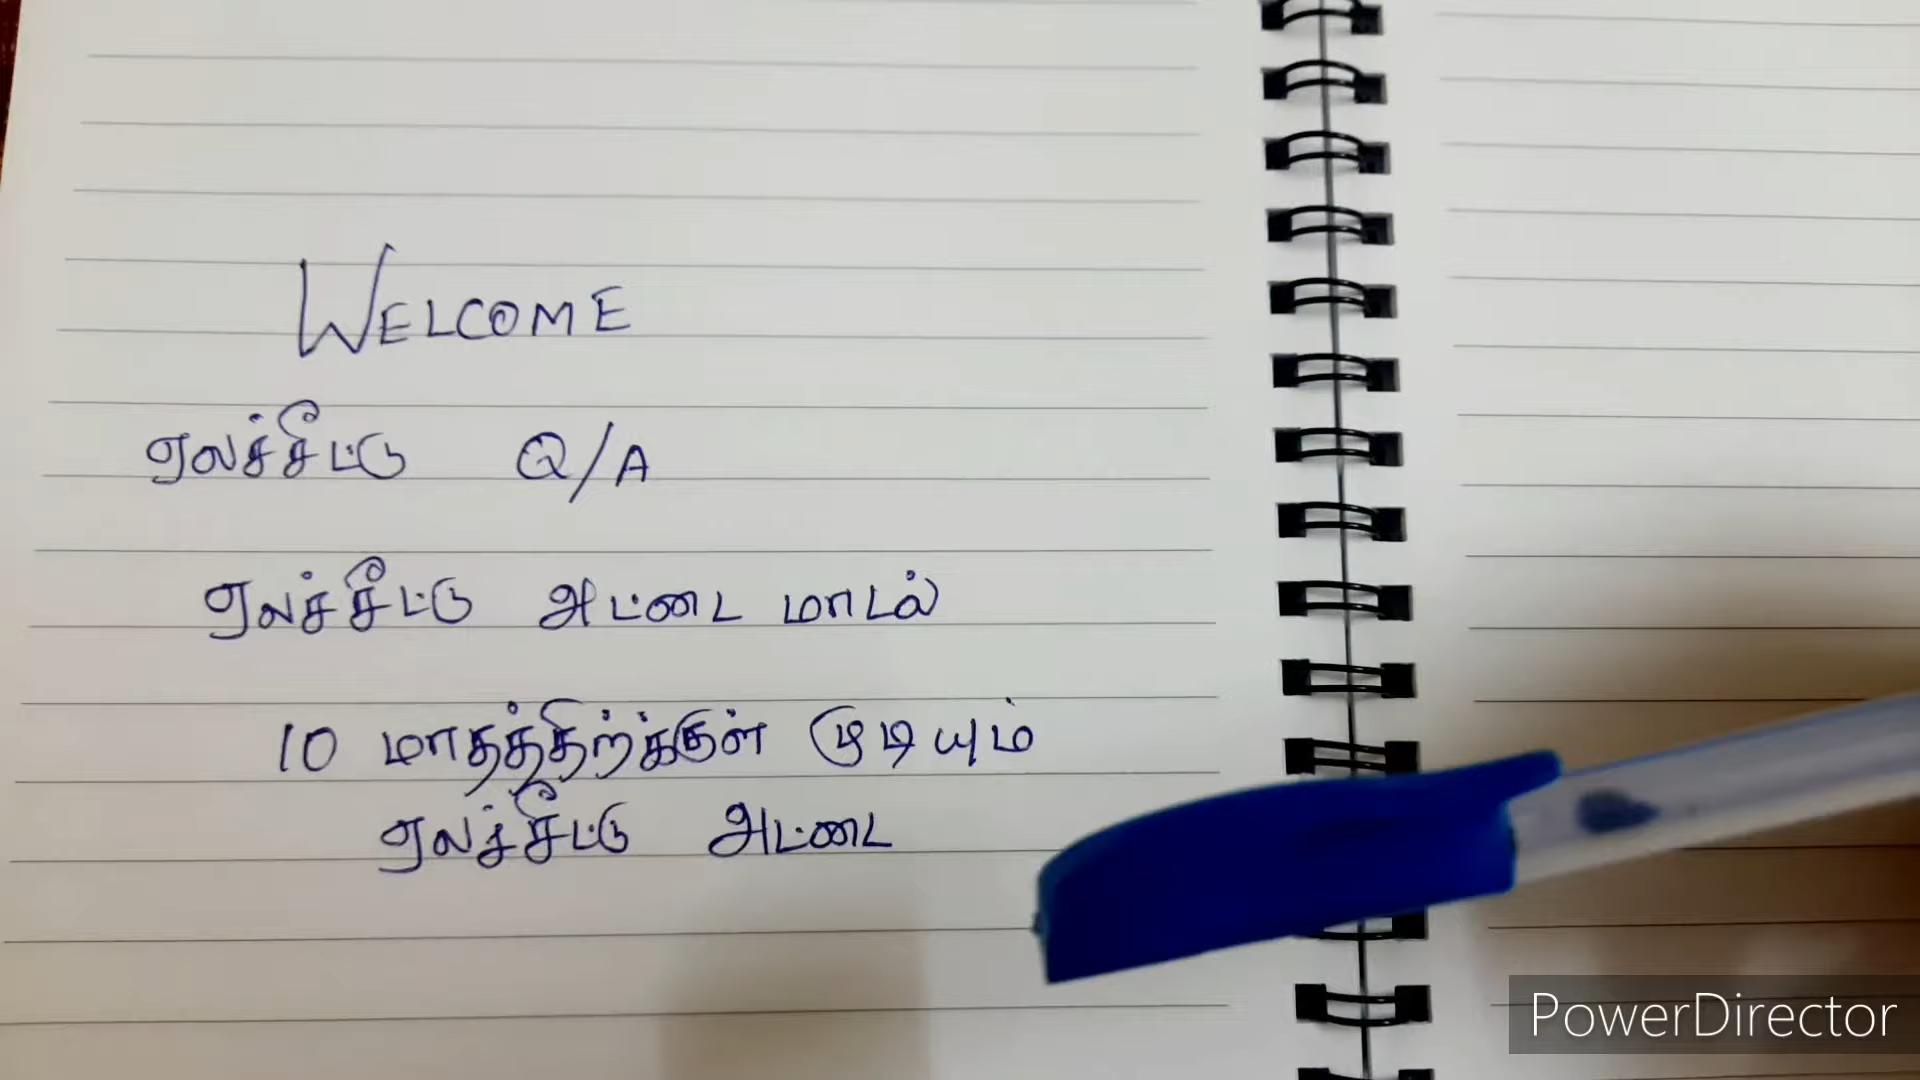 WELCOME
ஏலச்சீட்டு Q/A
ஏலச்சீட்டு அட்டை மாடல்
10 மாதத்திற்க்குள் முடியும்
ஏலச்சீட்டு அட்டை
PowerDirector